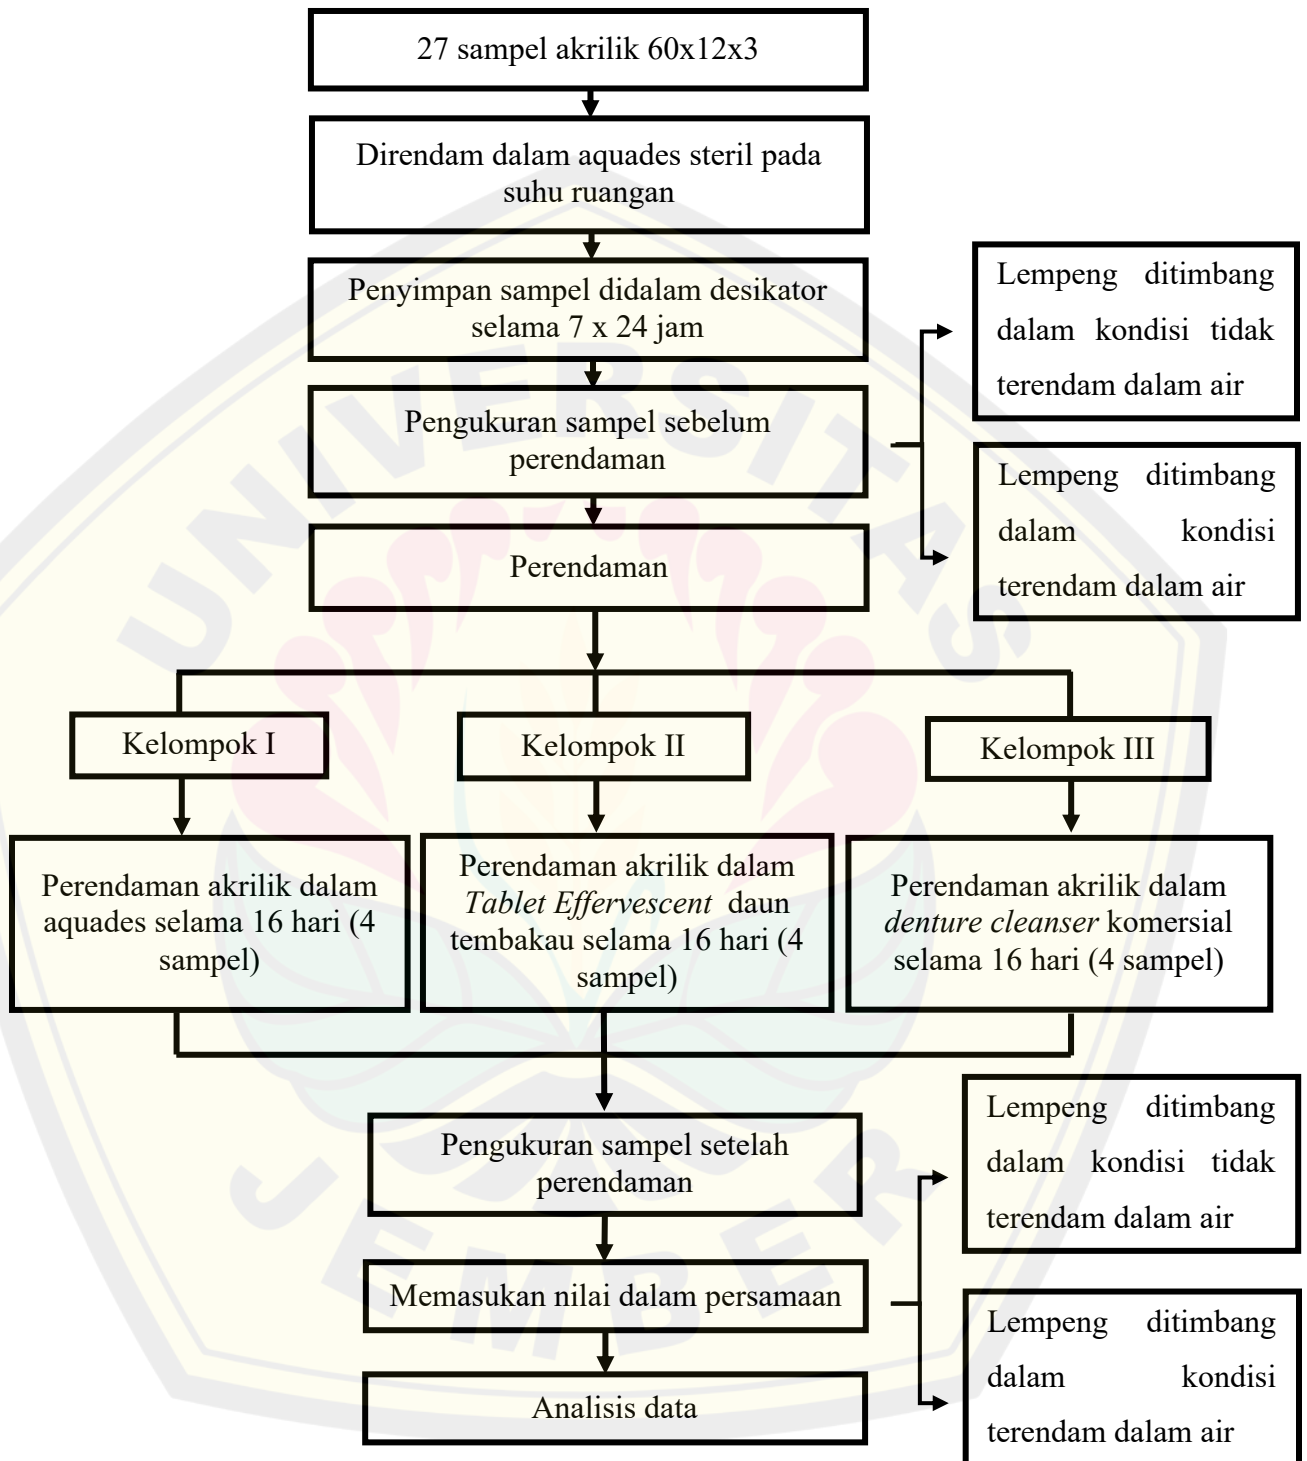 27 sampel akrilik 60x12x3
Direndam dalam aquades steril pada
suhu ruangan
Penyimpan sampel didalam desikator
selama 7 x 24 jam
Lempeng ditimbang
dalam kondisi tidak
terendam dalam air
Pengukuran sampel sebelum
perendaman
Lempeng ditimbang
dalam kondisi
terendam dalam air
Perendaman
Kelompok I
Kelompok II
Kelompok III
Perendaman akrilik dalam
aquades selama 16 hari (4
sampel)
Perendaman akrilik dalam
Tablet Effervescent daun
tembakau selama 16 hari (4
sampel)
Perendaman akrilik dalam
denture cleanser komersial
selama 16 hari (4 sampel)
Pengukuran sampel setelah
perendaman
Lempeng ditimbang
dalam kondisi tidak
terendam dalam air
Memasukan nilai dalam persamaan
Lempeng ditimbang
dalam kondisi
terendam dalam air
Analisis data
UNIVERSITAS
JEMBER